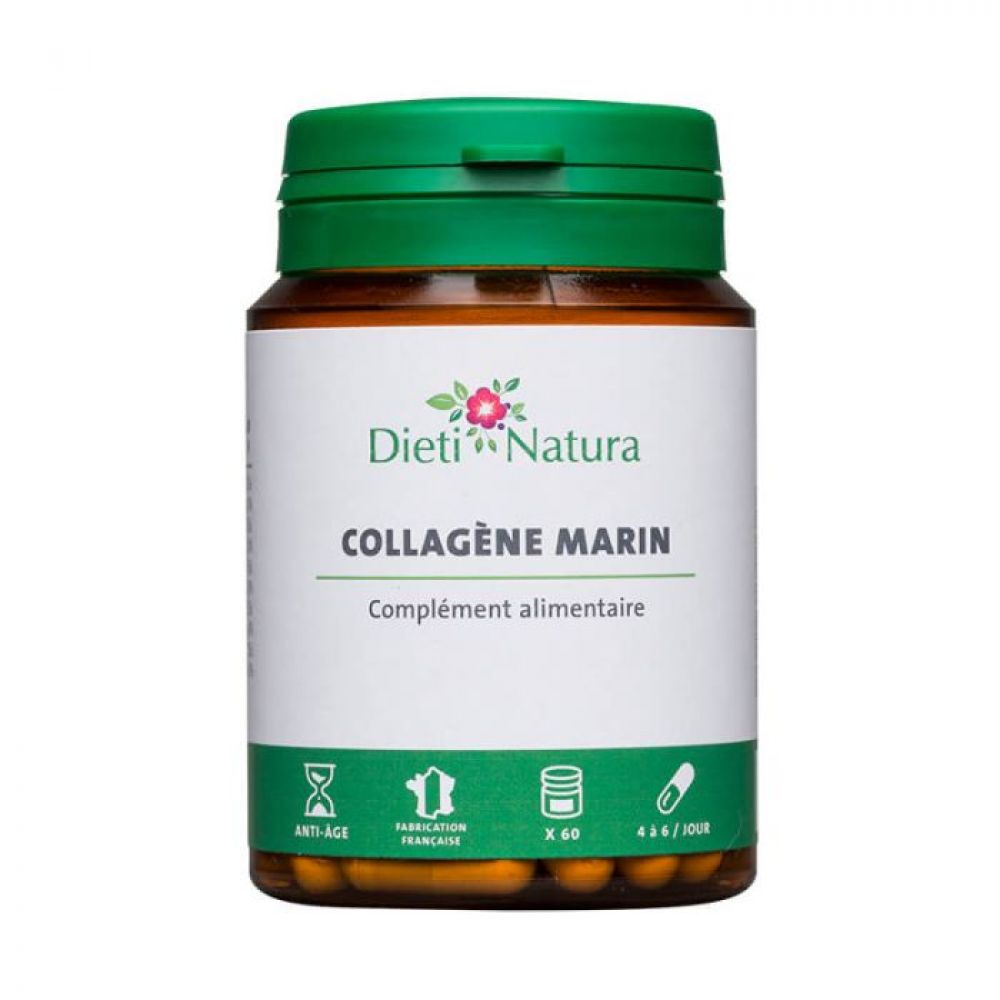 Dieti Natura
COLLAGÈNE MARIN
Complément alimentaire
ANTI-ÂGE
FABRICATION
FRANÇAISE
X 60
4 à 6 / JOUR